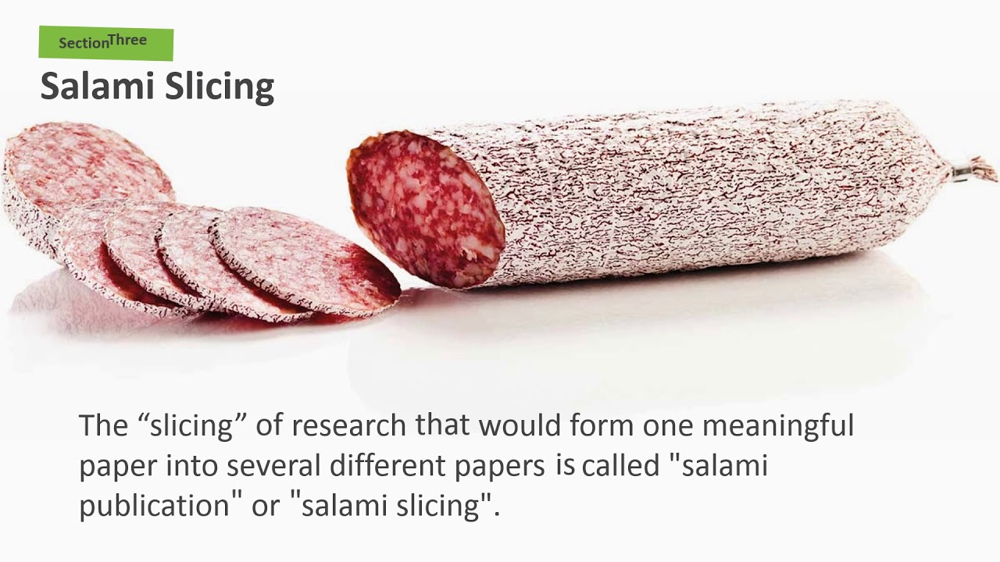 Section Three
Salami Slicing
The “slicing” of research that would form one meaningful
paper into several different papers is called "salami
publication" or "salami slicing".